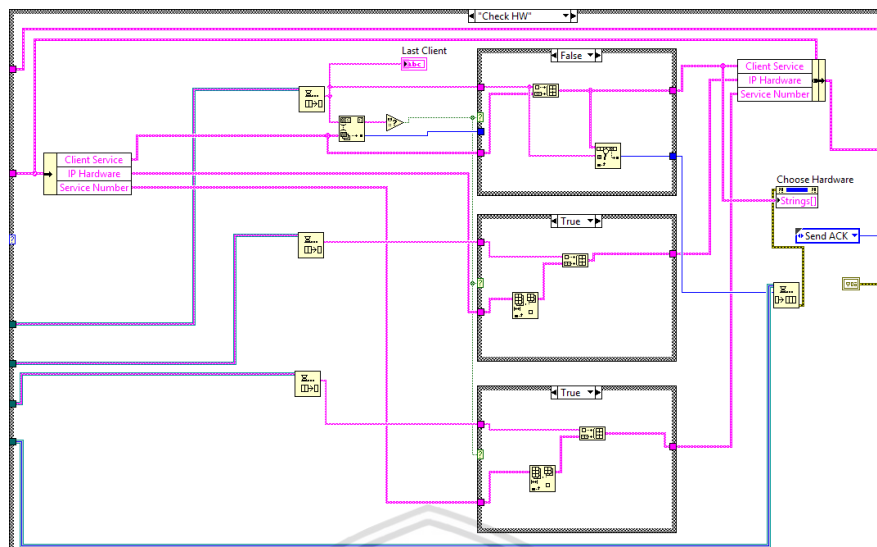 "Check HW"
Last Client
abc
False
Client Service
IP Hardware
Service Number
Client Service
IP Hardware
Service Number
Choose Hardware
Strings[]
True
Send ACK
True